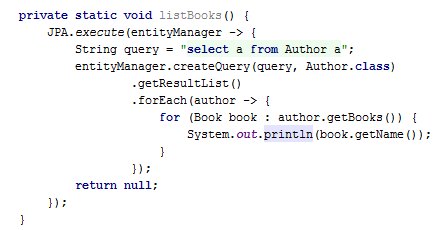 private static void listBooks() {
    JPA.execute(entityManager -> {
        String query = "select a from Author a";
        entityManager.createQuery(query, Author.class)
                .getResultList()
                .forEach(author -> {
                    for (Book book : author.getBooks()) {
                        System.out.println(book.getName());
                    }
                });
        return null;
    });
}